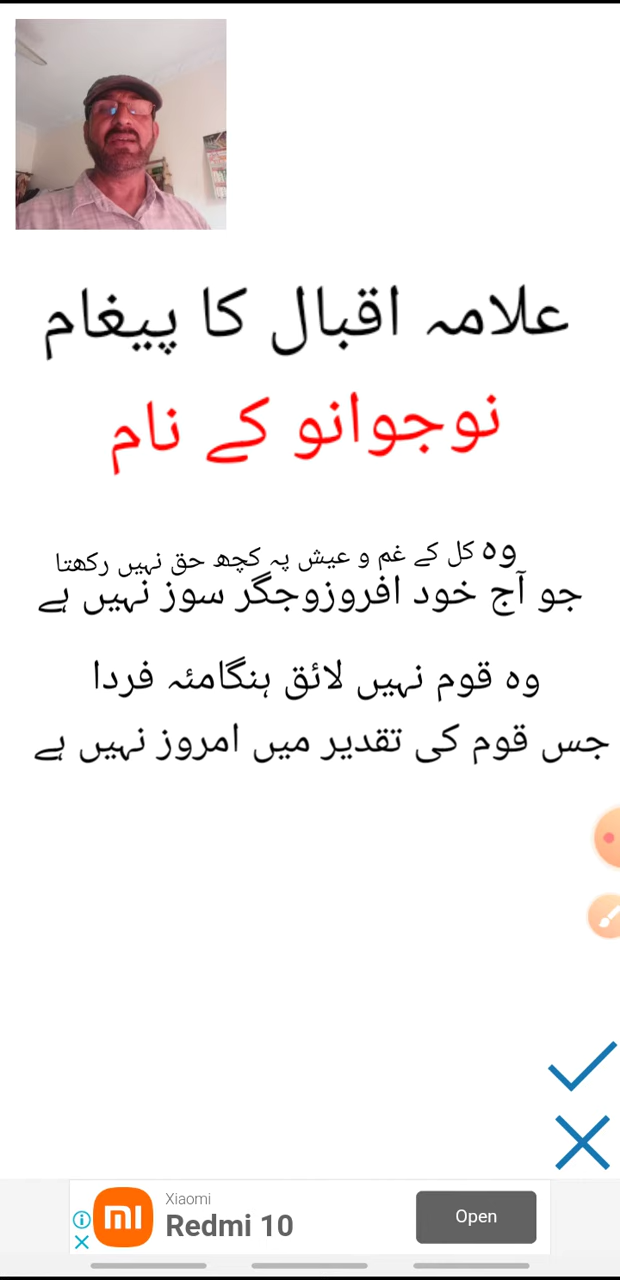 علامہ اقبال کا پیغام
نوجوانو کے نام
وہ کل کے غم و عیش پہ کچھ حق نہیں رکھتا
جو آج خود افروزوجگر سوز نہیں ہے
وہ قوم نہیں لائق ہنگامئہ فردا
جس قوم کی تقدیر میں امروز نہیں ہے
Xiaomi
Redmi 10
Open